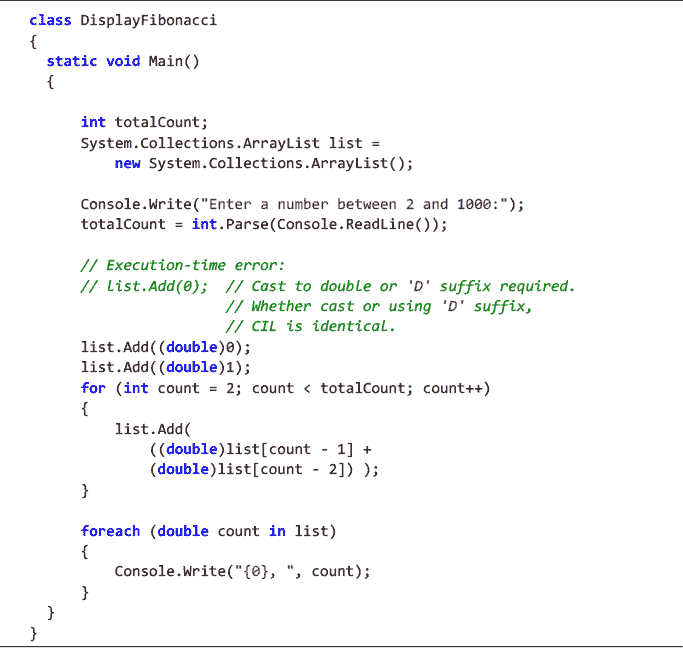 class DisplayFibonacci
{
  static void Main()
  {

      int totalCount;
      System.Collections.ArrayList list =
          new System.Collections.ArrayList();

      Console.Write("Enter a number between 2 and 1000:");
      totalCount = int.Parse(Console.ReadLine());

      // Execution-time error:
      // list.Add(0);  // Cast to double or 'D' suffix required.
                       // Whether cast or using 'D' suffix,
                       // CIL is identical.
      list.Add((double)0);
      list.Add((double)1);
      for (int count = 2; count < totalCount; count++)
      {
          list.Add(
              ((double)list[count - 1] +
              (double)list[count - 2]) );
      }

      foreach (double count in list)
      {
          Console.Write("{0}, ", count);
      }
  }
}